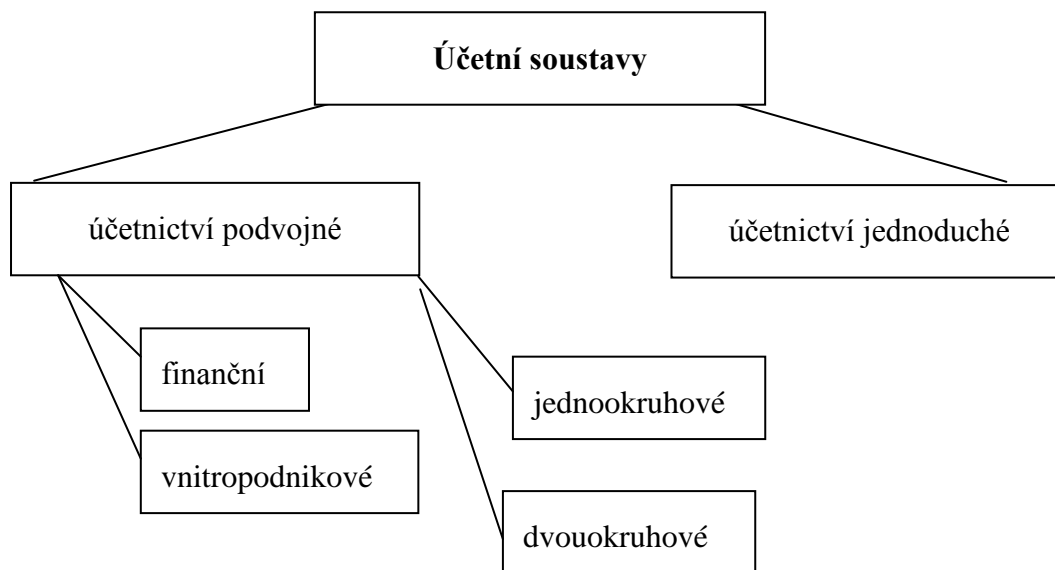 Účetní soustavy
účetnictví podvojné
účetnictví jednoduché
finanční
jednookruhové
vnitropodnikové
dvouokruhové